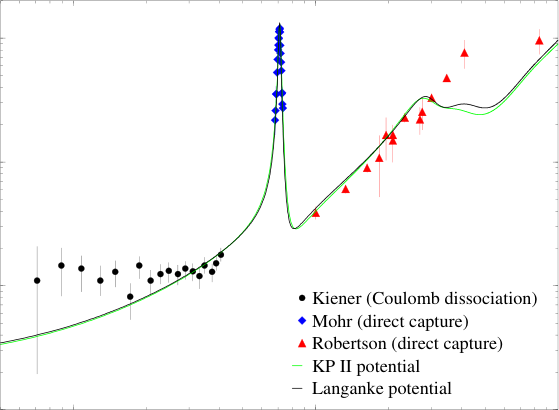 Kiener (Coulomb dissociation)
Mohr (direct capture)
Robertson (direct capture)
KP II potential
Langanke potential